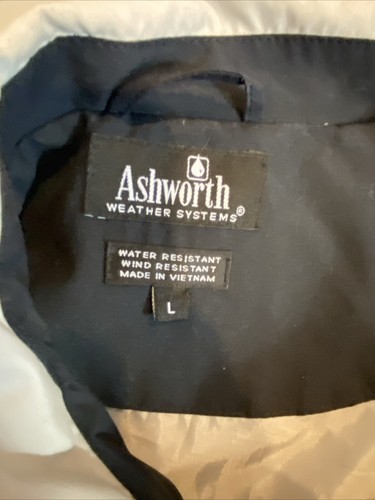 Ashworth
WEATHER SYSTEMS®
WATER RESISTANT
WIND RESISTANT
MADE IN VIETNAM
L